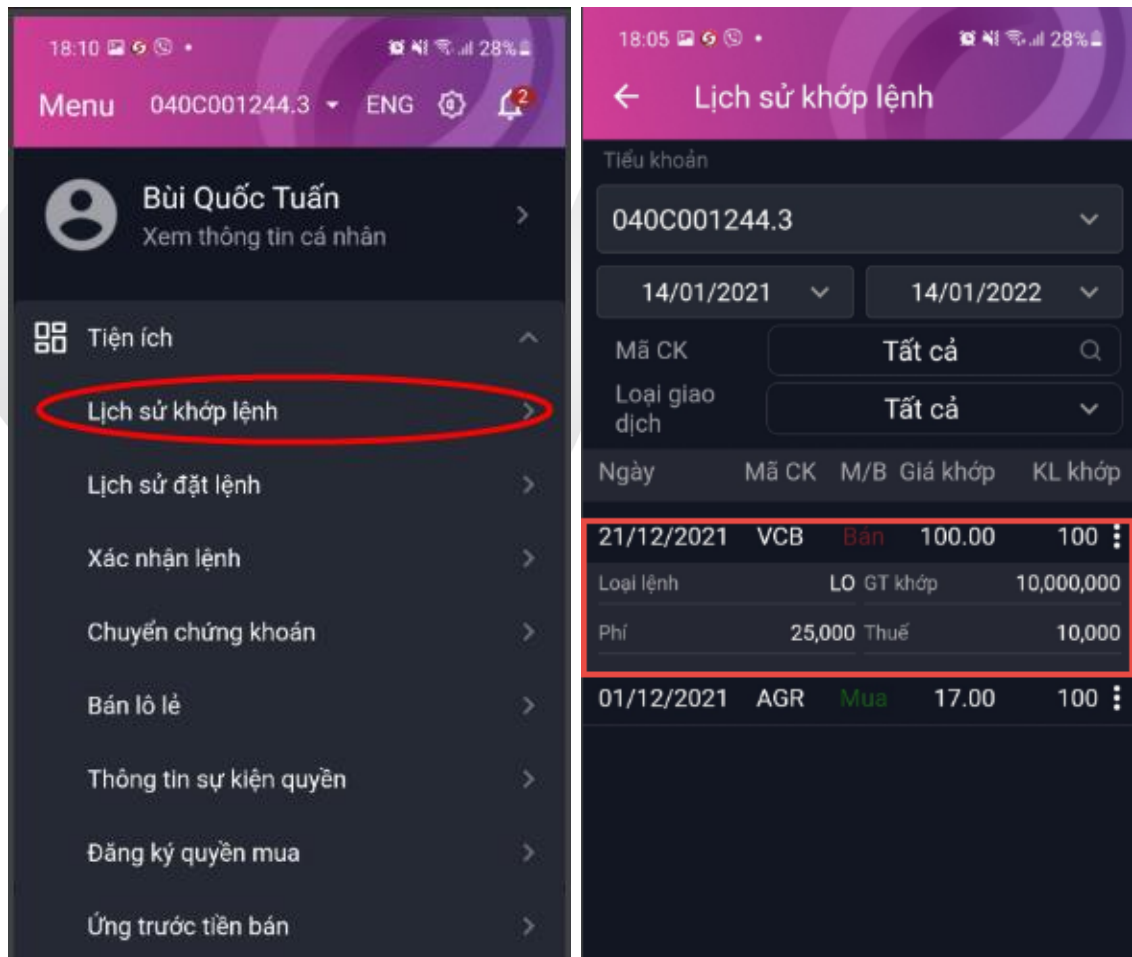 18:10 28%
Menu 040C001244.3 ENG 2
Bùi Quốc Tuấn
Xem thông tin cá nhân
Tiện ích
Lịch sử khớp lệnh
Lịch sử đặt lệnh
Xác nhận lệnh
Chuyển chứng khoán
Bán lô lẻ
Thông tin sự kiện quyền
Đăng ký quyền mua
Ứng trước tiền bán
18:05 28%
Lịch sử khớp lệnh
Tiểu khoản
040C001244.3
14/01/2021 14/01/2022
Mã CK Tất cả
Loại giao dịch Tất cả
Ngày Mã CK M/B Giá khớp KL khớp
21/12/2021 VCB Bán 100.00 100
Loại lệnh LO GT khớp 10,000,000
Phí 25,000 Thuế 10,000
01/12/2021 AGR Mua 17.00 100